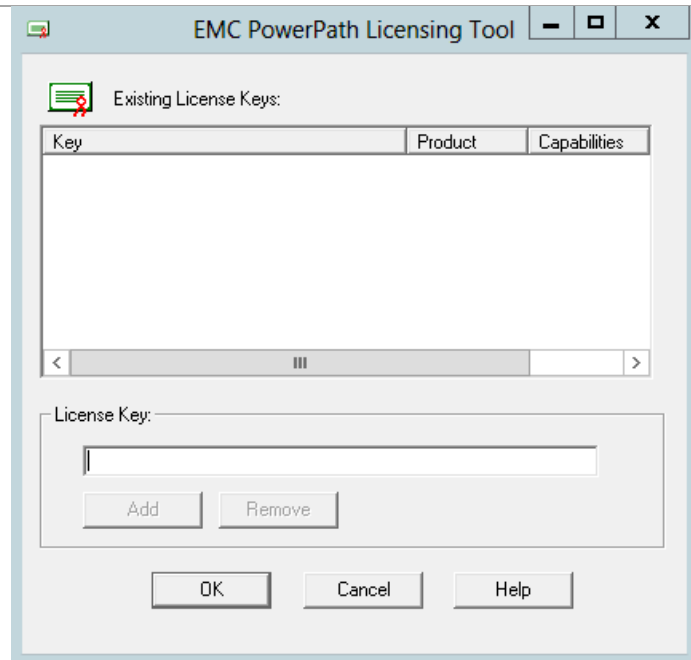 EMC PowerPath Licensing Tool
Existing License Keys:
Key Product Capabilities
License Key:
Add Remove
OK Cancel Help